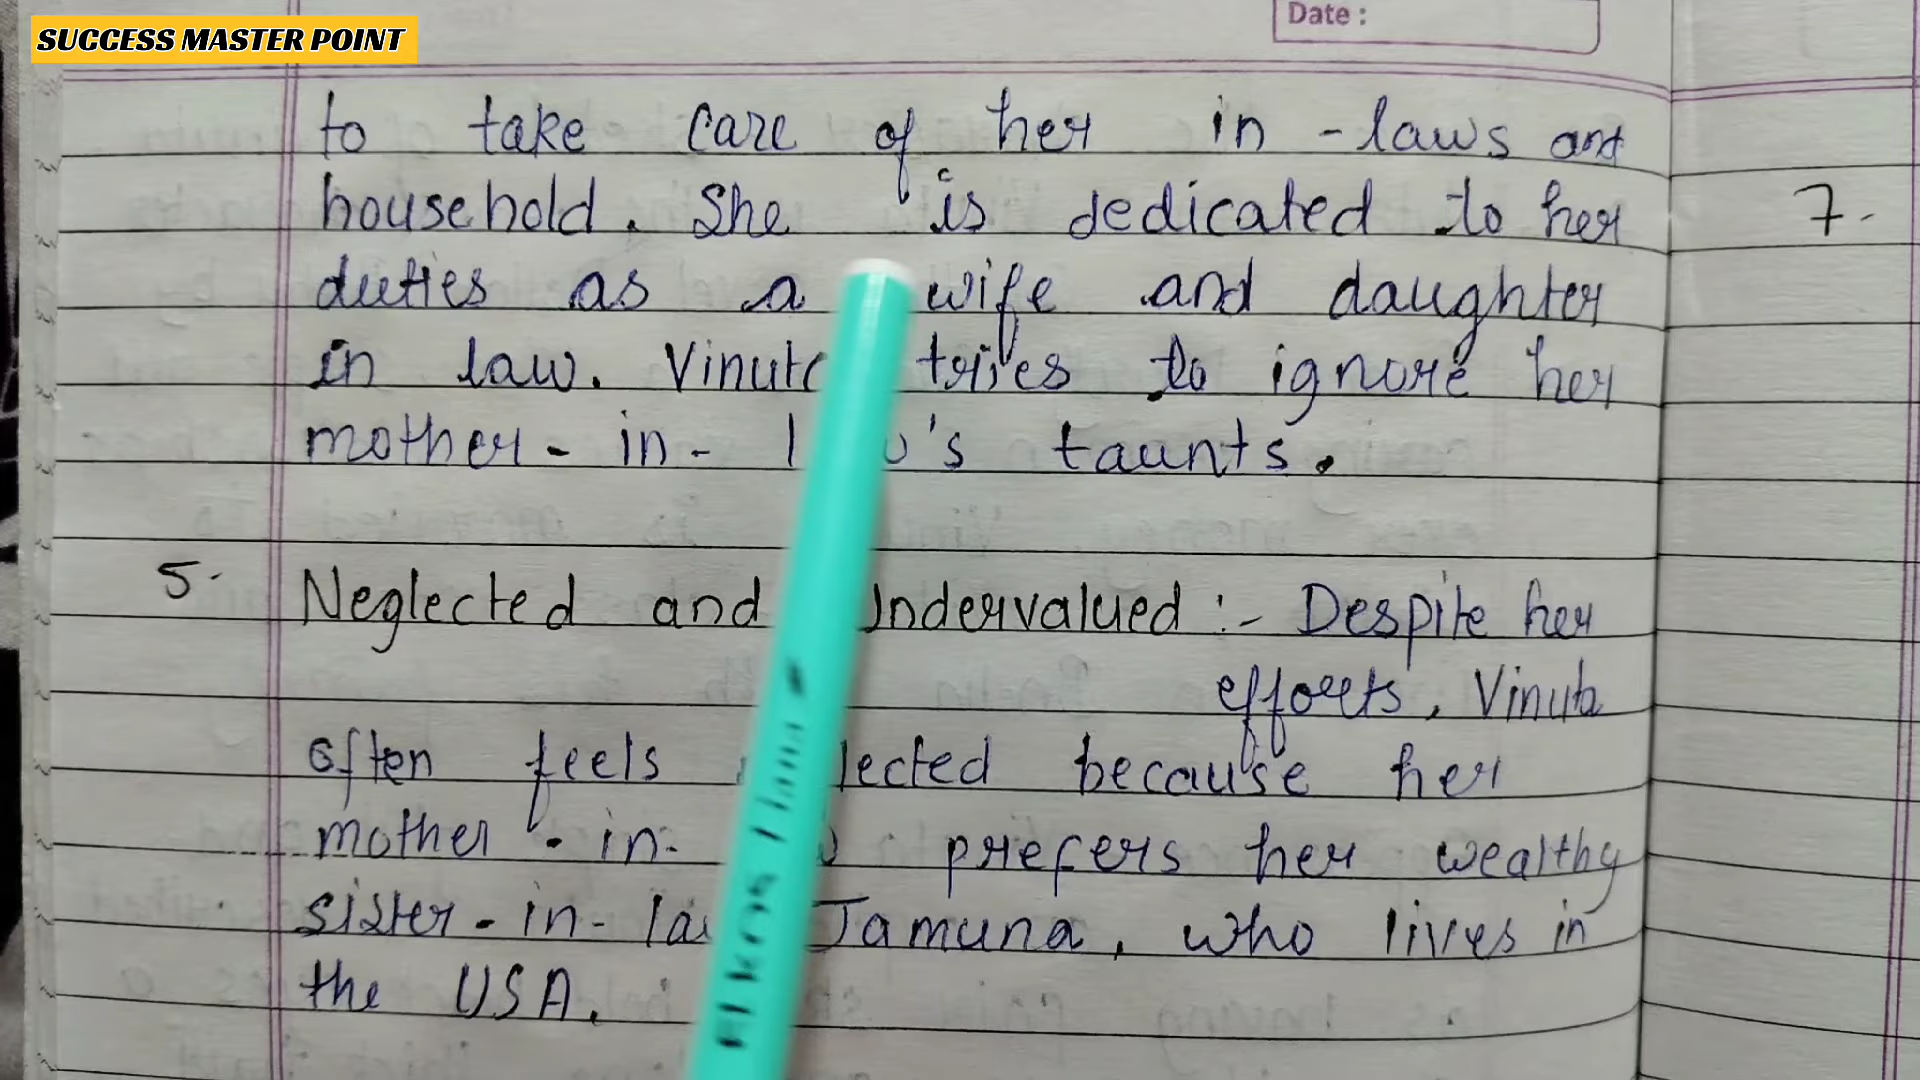 SUCCESS MASTER POINT
Date :
to take care of her in - laws and
household. She is dedicated to her
duties as a wife and daughter
in law. Vinuta tries to ignore her
mother - in - law's taunts.
7.
5. Neglected and Undervalued :- Despite her
efforts, Vinuta
often feels neglected because her
mother - in - law prefers her wealthy
sister - in - law Jamuna, who lives in
the USA.